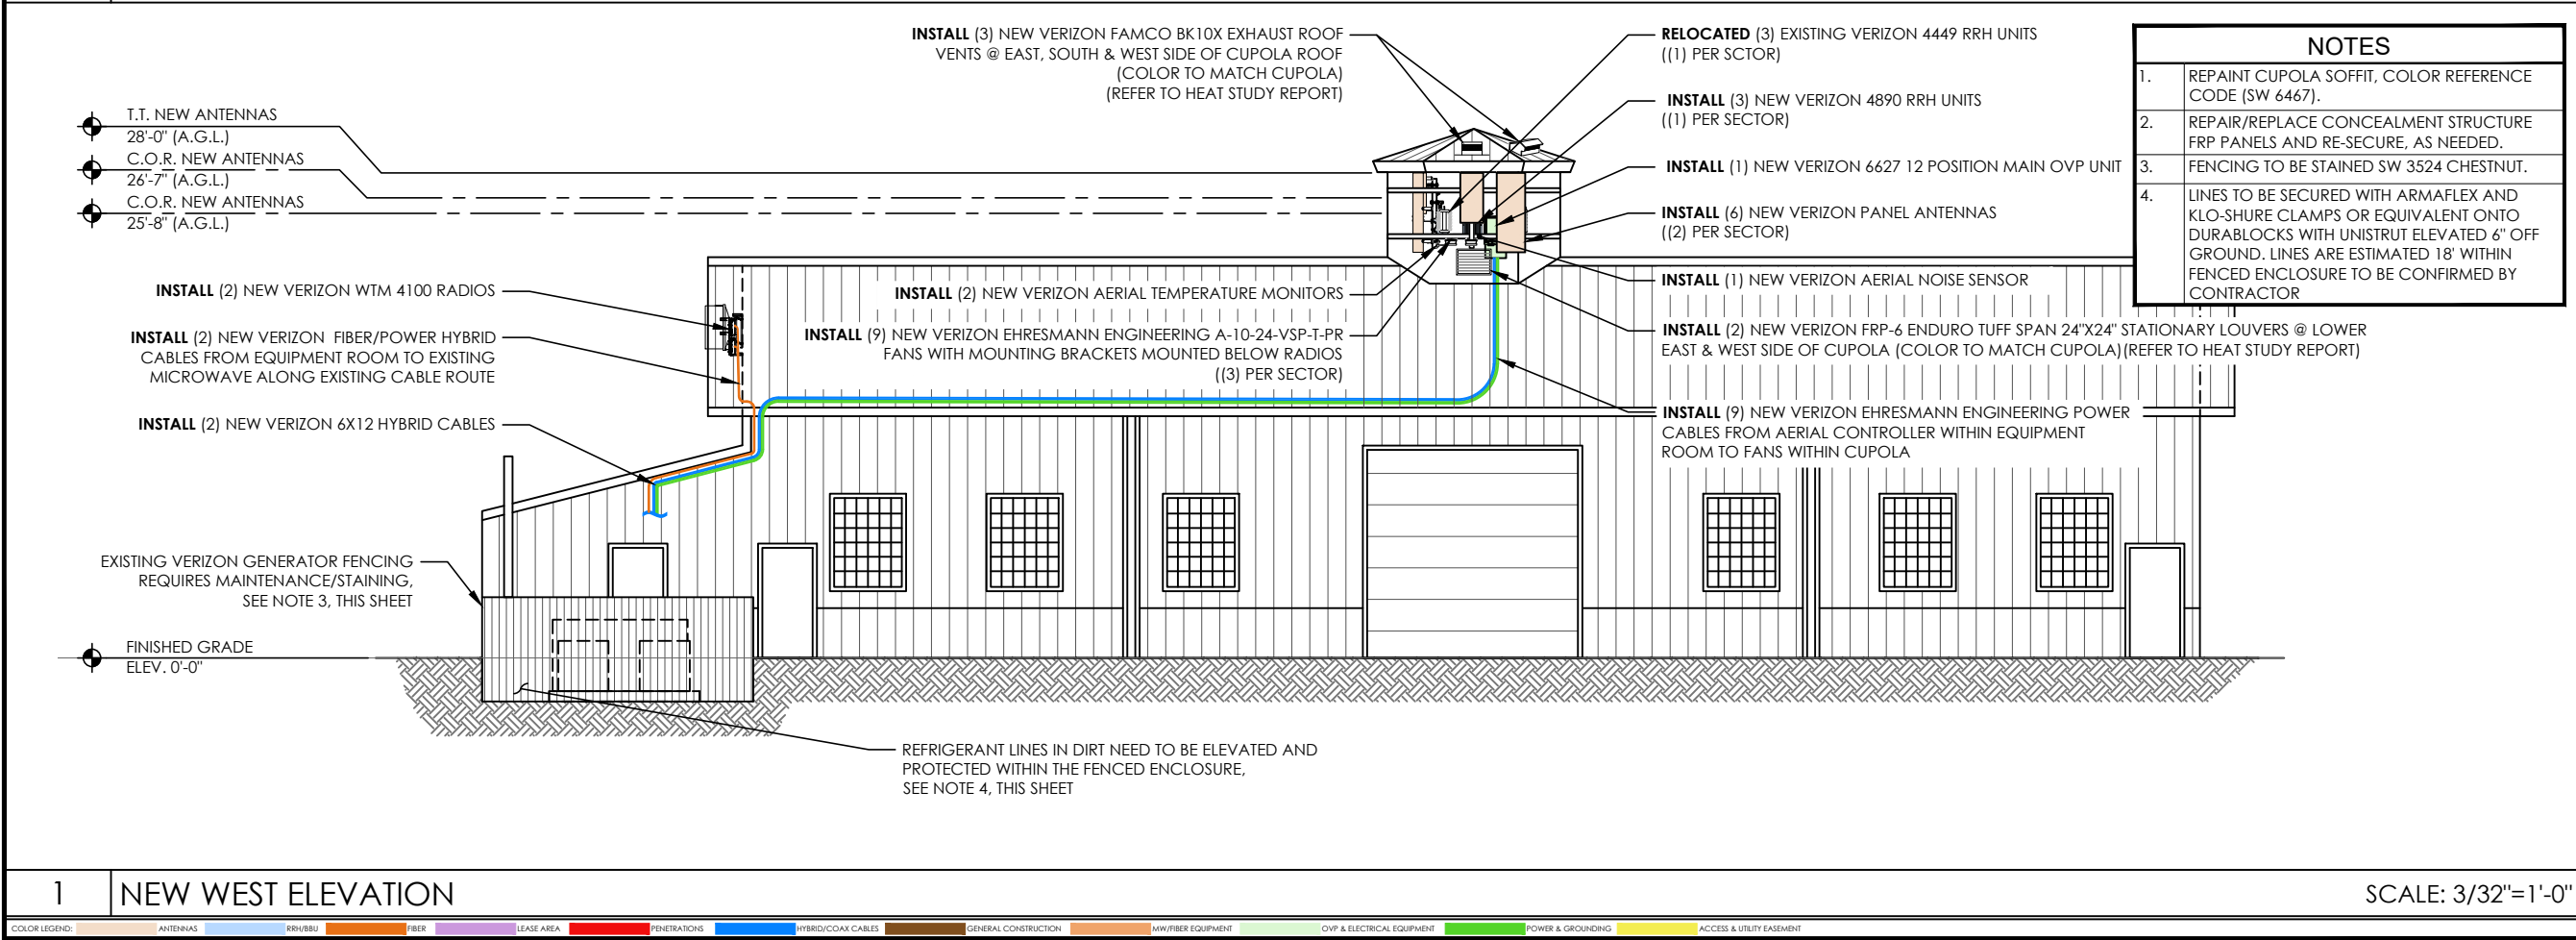 INSTALL (3) NEW VERIZON FAMCO BK10X EXHAUST ROOF
VENTS @ EAST, SOUTH & WEST SIDE OF CUPOLA ROOF
(COLOR TO MATCH CUPOLA)
(REFER TO HEAT STUDY REPORT)
RELOCATED (3) EXISTING VERIZON 4449 RRH UNITS
((1) PER SCTOR)
INSTALL (3) NEW VERIZON 4890 RRH UNITS
((1) PER SECTOR)
INSTALL (1) NEW VERIZON 6627 12 POSITION MAIN OVP UNIT
INSTALL (6) NEW VERIZON PANEL ANTENNAS
((2) PER SECTOR)
INSTALL (1) NEW VERIZON AERIAL NOISE SENSOR
INSTALL (2) NEW VERIZON FRP-6 ENDURO TUFF SPAN 24"X24" STATIONARY LOUVERS @ LOWER
EAST & WEST SIDE OF CUPOLA (COLOR TO MATCH CUPOLA)(REFER TO HEAT STUDY REPORT)
INSTALL (9) NEW VERIZON EHRESMANN ENGINEERING POWER
CABLES FROM AERIAL CONTROLLER WITHIN EQUIPMENT
ROOM TO FANS WITHIN CUPOLA
NOTES
1. REPAINT CUPOLA SOFFIT, COLOR REFERENCE
CODE (SW 6467).
2. REPAIR/REPLACE CONCEALMENT STRUCTURE
FRP PANELS AND RE-SECURE, AS NEEDED.
3. FENCING TO BE STAINED SW 3524 CHESTNUT.
4. LINES TO BE SECURED WITH ARMAFLEX AND
KLO-SHURE CLAMPS OR EQUIVALENT ONTO
DURABLOCKS WITH UNISTRUT ELEVATED 6" OFF
GROUND. LINES ARE ESTIMATED 18' WITHIN
FENCED ENCLOSURE TO BE CONFIRMED BY
CONTRACTOR
T.T. NEW ANTENNAS
28'-0" (A.G.L.)
C.O.R. NEW ANTENNAS
26'-7" (A.G.L.)
C.O.R. NEW ANTENNAS
25'-8" (A.G.L.)
INSTALL (2) NEW VERIZON WTM 4100 RADIOS
INSTALL (2) NEW VERIZON FIBER/POWER HYBRID
CABLES FROM EQUIPMENT ROOM TO EXISTING
MICROWAVE ALONG EXISTING CABLE ROUTE
INSTALL (2) NEW VERIZON 6X12 HYBRID CABLES
INSTALL (2) NEW VERIZON AERIAL TEMPERATURE MONITORS
INSTALL (9) NEW VERIZON EHRESMANN ENGINEERING A-10-24-VSP-T-PR
FANS WITH MOUNTING BRACKETS MOUNTED BELOW RADIOS
((3) PER SECTOR)
EXISTING VERIZON GENERATOR FENCING
REQUIRES MAINTENANCE/STAINING,
SEE NOTE 3, THIS SHEET
FINISHED GRADE
ELEV. 0'-0"
REFRIGERANT LINES IN DIRT NEED TO BE ELEVATED AND
PROTECTED WITHIN THE FENCED ENCLOSURE,
SEE NOTE 4, THIS SHEET
1 NEW WEST ELEVATION
SCALE: 3/32"=1'-0"
COLOR LEGEND: ANTENNAS RRH/BBU FIBER LEASE AREA PENETRATIONS HYBRID/COAX CABLES GENERAL CONSTRUCTION MW/FIBER EQUIPMENT OVP & ELECTRICAL EQUIPMENT POWER & GROUNDING ACCESS & UTILITY EASEMENT